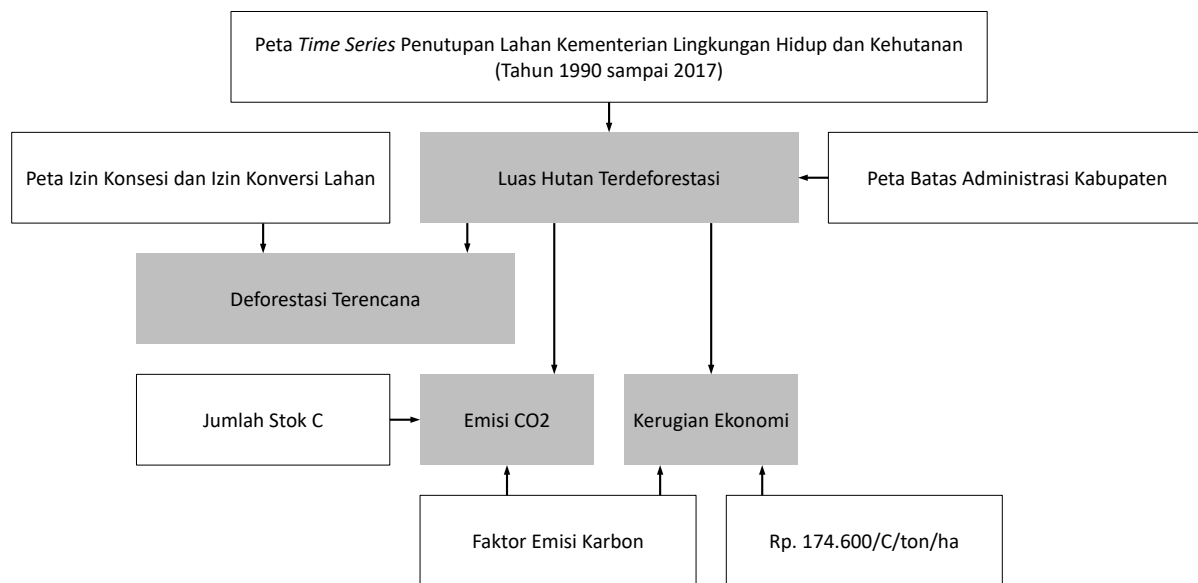 Peta Time Series Penutupan Lahan Kementerian Lingkungan Hidup dan Kehutanan
(Tahun 1990 sampai 2017)
Peta Izin Konsesi dan Izin Konversi Lahan
Luas Hutan Terdeforestasi
Peta Batas Administrasi Kabupaten
Deforestasi Terencana
Jumlah Stok C
Emisi CO2
Kerugian Ekonomi
Faktor Emisi Karbon
Rp. 174.600/C/ton/ha